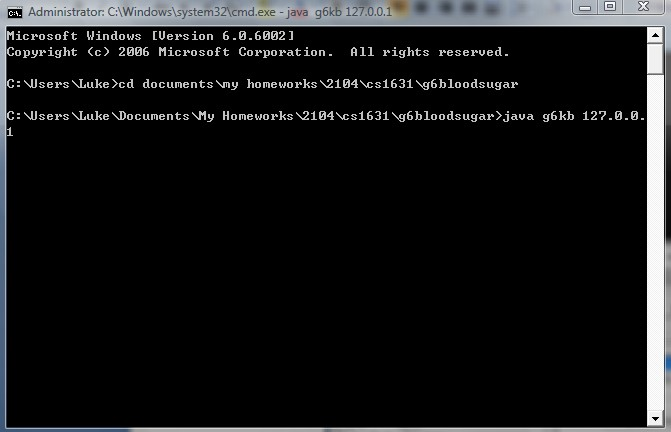 Administrator: C:\Windows\system32\cmd.exe - java  g6kb 127.0.0.1
Microsoft Windows [Version 6.0.6002]
Copyright (c) 2006 Microsoft Corporation.  All rights reserved.
C:\Users\Luke>cd documents\my homeworks\2104\cs1631\g6bloodsugar
C:\Users\Luke\Documents\My Homeworks\2104\cs1631\g6bloodsugar>java g6kb 127.0.0.
1